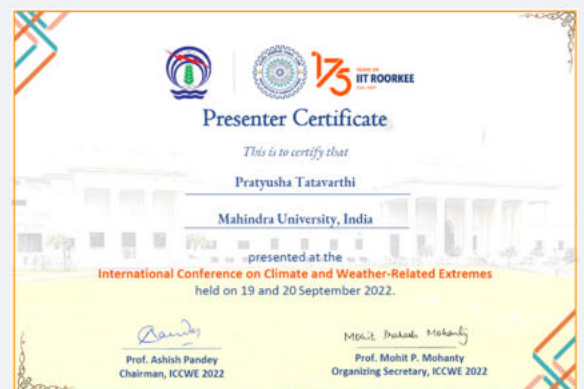 175 YEARS OF
IIT ROORKEE
Presenter Certificate
This is to certify that
Pratyusha Tatavarthi
Mahindra University, India
presented at the
International Conference on Climate and Weather-Related Extremes
held on 19 and 20 September 2022.
Mohit Prakash Mohanty
Prof. Ashish Pandey
Chairman, ICCWE 2022
Prof. Mohit P. Mohanty
Organizing Secretary, ICCWE 2022